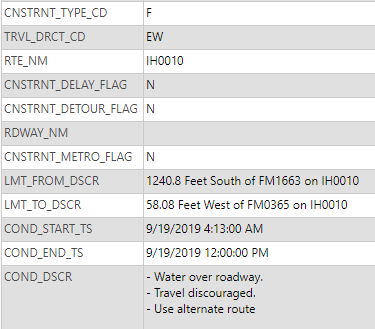 CNSTRNT_TYPE_CD F
TRVL_DRCT_CD EW
RTE_NM IH0010
CNSTRNT_DELAY_FLAG N
CNSTRNT_DETOUR_FLAG N
RDWAY_NM
CNSTRNT_METRO_FLAG N
LMT_FROM_DSCR 1240.8 Feet South of FM1663 on IH0010
LMT_TO_DSCR 58.08 Feet West of FM0365 on IH0010
COND_START_TS 9/19/2019 4:13:00 AM
COND_END_TS 9/19/2019 12:00:00 PM
COND_DSCR - Water over roadway.
- Travel discouraged.
- Use alternate route